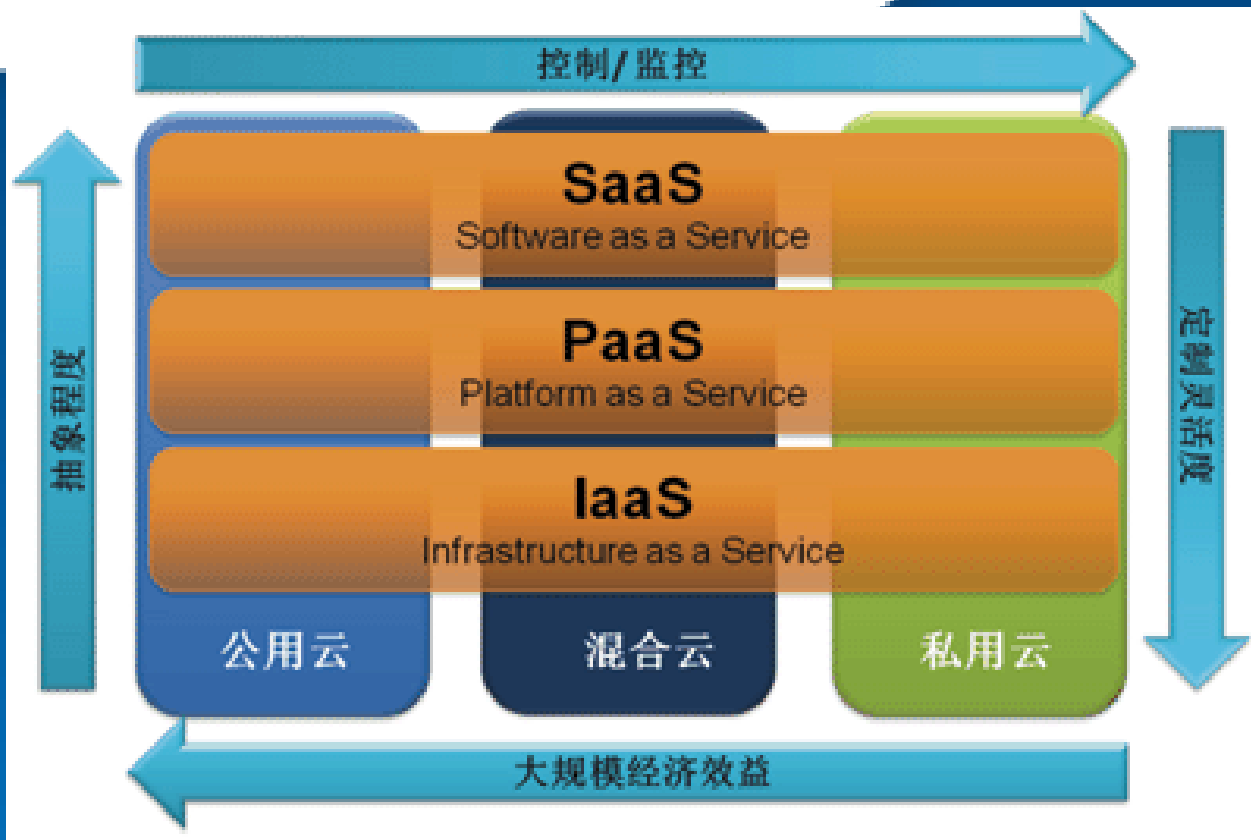 控制/监控
抽象程度
SaaS
Software as a Service
PaaS
Platform as a Service
IaaS
Infrastructure as a Service
定制灵活度
公用云
混合云
私用云
大规模经济效益